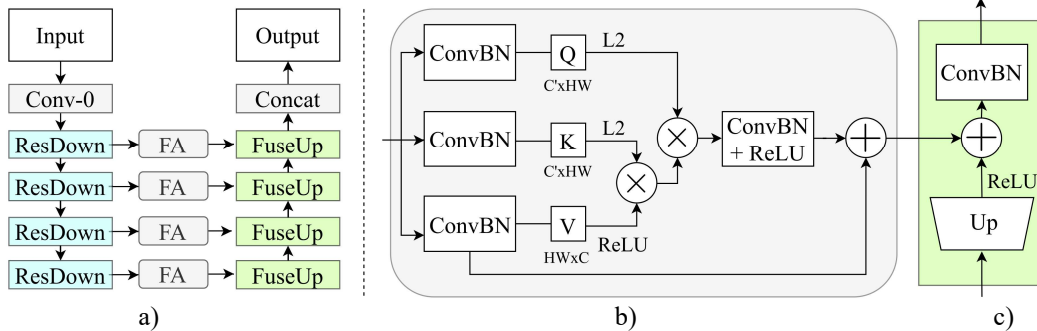 Input
Output
Conv-0
Concat
ResDown
FA
FuseUp
ResDown
FA
FuseUp
ResDown
FA
FuseUp
ResDown
FA
FuseUp
a)
ConvBN
Q
L2
C'xHW
ConvBN
K
L2
C'xHW
ConvBN
V
ReLU
HWxC
ConvBN
+ ReLU
b)
ConvBN
ReLU
Up
c)